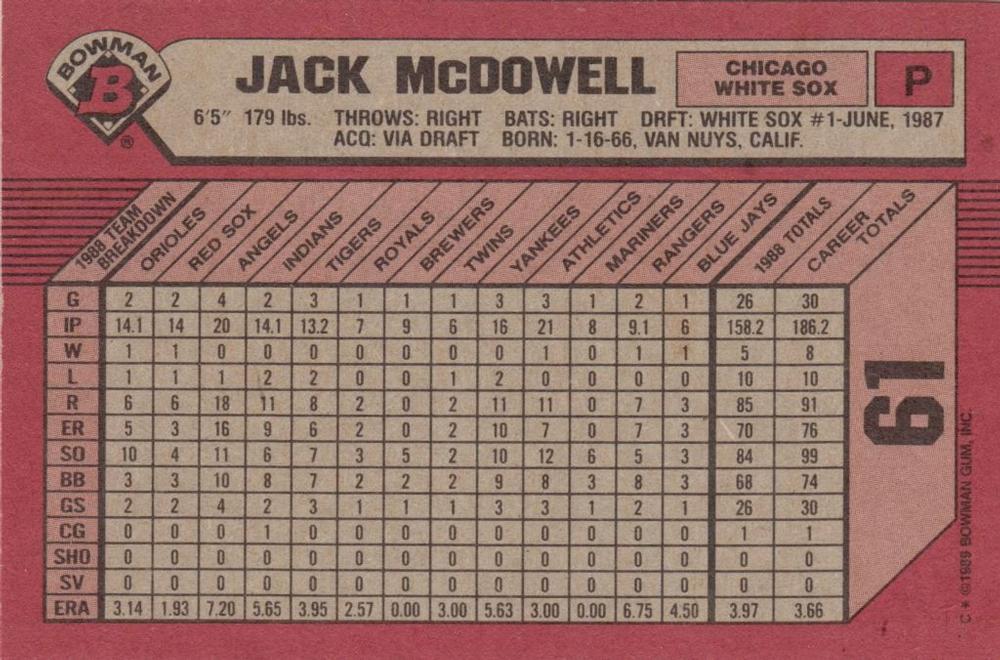 BOWMAN
B
®
JACK McDOWELL
CHICAGO
WHITE SOX
P
6'5" 179 lbs. THROWS: RIGHT BATS: RIGHT DRFT: WHITE SOX #1-JUNE, 1987
ACQ: VIA DRAFT BORN: 1-16-66, VAN NUYS, CALIF.
1988 TEAM BREAKDOWN ORIOLES RED SOX ANGELS INDIANS TIGERS ROYALS BREWERS TWINS YANKEES ATHLETICS MARINERS RANGERS BLUE JAYS 1988 TOTALS CAREER TOTALS
G 2 2 4 2 3 1 1 1 3 3 1 2 1 26 30
IP 14.1 14 20 14.1 13.2 7 9 6 16 21 8 9.1 6 158.2 186.2
W 1 1 0 0 0 0 0 0 0 1 0 1 1 5 8
L 1 1 1 2 2 0 0 1 2 0 0 0 0 10 10
R 6 6 18 11 8 2 0 2 11 11 0 7 3 85 91
ER 5 3 16 9 6 2 0 2 10 7 0 7 3 70 76
SO 10 4 11 6 7 3 5 2 10 12 6 5 3 84 99
BB 3 3 10 8 7 2 2 2 9 8 3 8 3 68 74
GS 2 2 4 2 3 1 1 1 3 3 1 2 1 26 30
CG 0 0 0 1 0 0 0 0 0 0 0 0 0 1 1
SHO 0 0 0 0 0 0 0 0 0 0 0 0 0 0 0
SV 0 0 0 0 0 0 0 0 0 0 0 0 0 0 0
ERA 3.14 1.93 7.20 5.65 3.95 2.57 0.00 3.00 5.63 3.00 0.00 6.75 4.50 3.97 3.66
61
C * ©1989 BOWMAN GUM, INC.